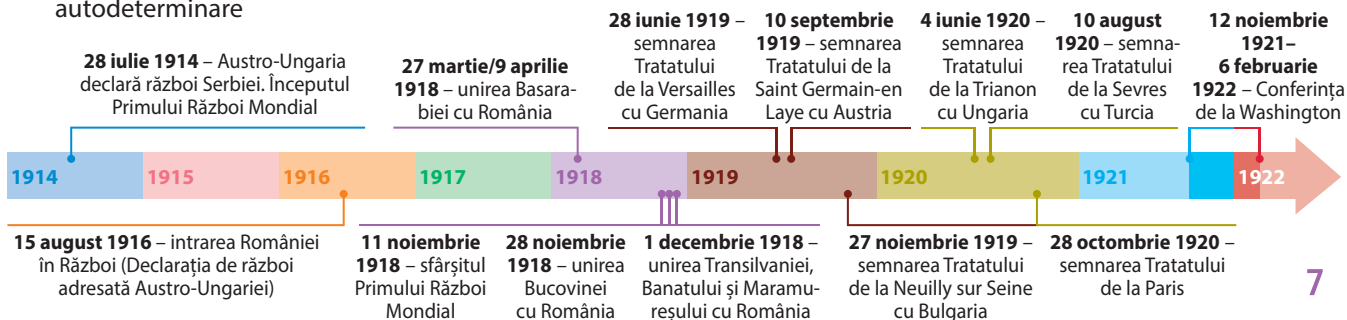 autodeterminare
28 iulie 1914 – Austro-Ungaria
declară război Serbiei. Începutul
Primului Război Mondial
27 martie/9 aprilie
1918 – unirea Basara-
biei cu România
28 iunie 1919 –
semnarea
Tratatului
de la Versailles
cu Germania
10 septembrie
1919 – semnarea
Tratatului de la
Saint Germain-en
Laye cu Austria
4 iunie 1920 –
semnarea
Tratatului
de la Trianon
cu Ungaria
10 august
1920 – semna-
rea Tratatului
de la Sevres
cu Turcia
12 noiembrie
1921–
6 februarie
1922 – Conferința
de la Washington
1914
1915
1916
1917
1918
1919
1920
1921
1922
15 august 1916 – intrarea României
în Război (Declarația de război
adresată Austro-Ungariei)
11 noiembrie
1918 – sfârșitul
Primului Război
Mondial
28 noiembrie
1918 – unirea
Bucovinei
cu România
1 decembrie 1918 –
unirea Transilvaniei,
Banatului și Maramu-
reșului cu România
27 noiembrie 1919 –
semnarea Tratatului
de la Neuilly sur Seine
cu Bulgaria
28 octombrie 1920 –
semnarea Tratatului
de la Paris
7